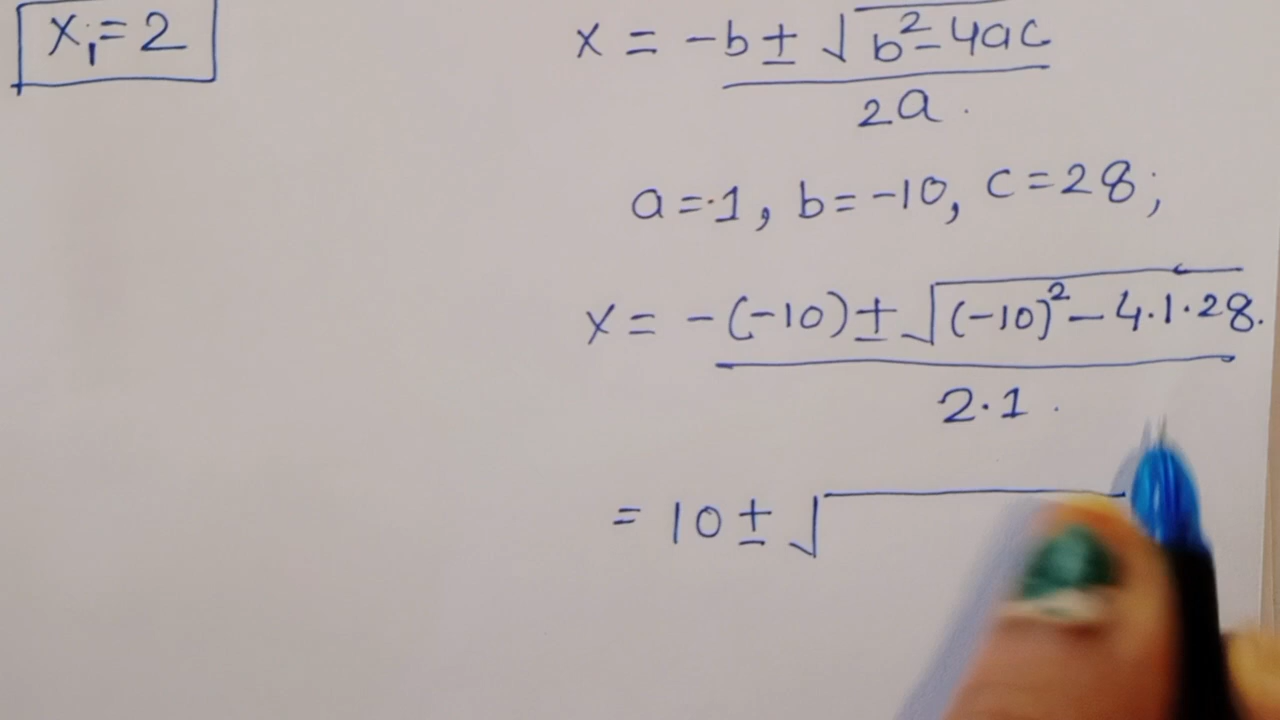 x₁=2
x = -b ± √b²-4ac
2a.
a=1, b=-10, c=28;
x = -(-10) ± √(-10)²-4.1.28.
2.1.
= 10 ± √